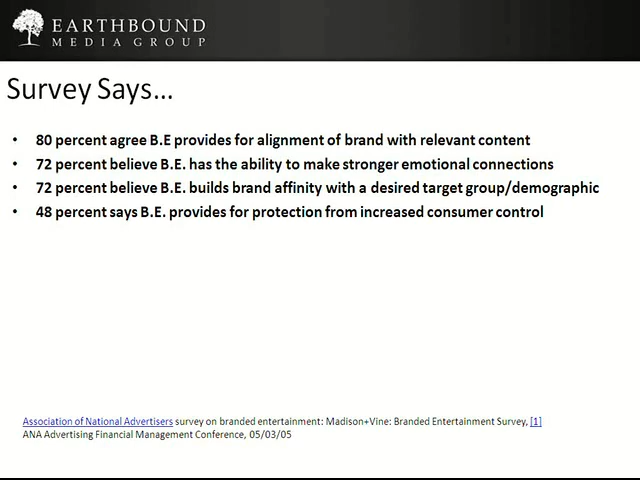 EARTHBOUND
MEDIA GROUP
Survey Says...
• 80 percent agree B.E provides for alignment of brand with relevant content
• 72 percent believe B.E. has the ability to make stronger emotional connections
• 72 percent believe B.E. builds brand affinity with a desired target group/demographic
• 48 percent says B.E. provides for protection from increased consumer control
Association of National Advertisers survey on branded entertainment: Madison+Vine: Branded Entertainment Survey, [1]
ANA Advertising Financial Management Conference, 05/03/05